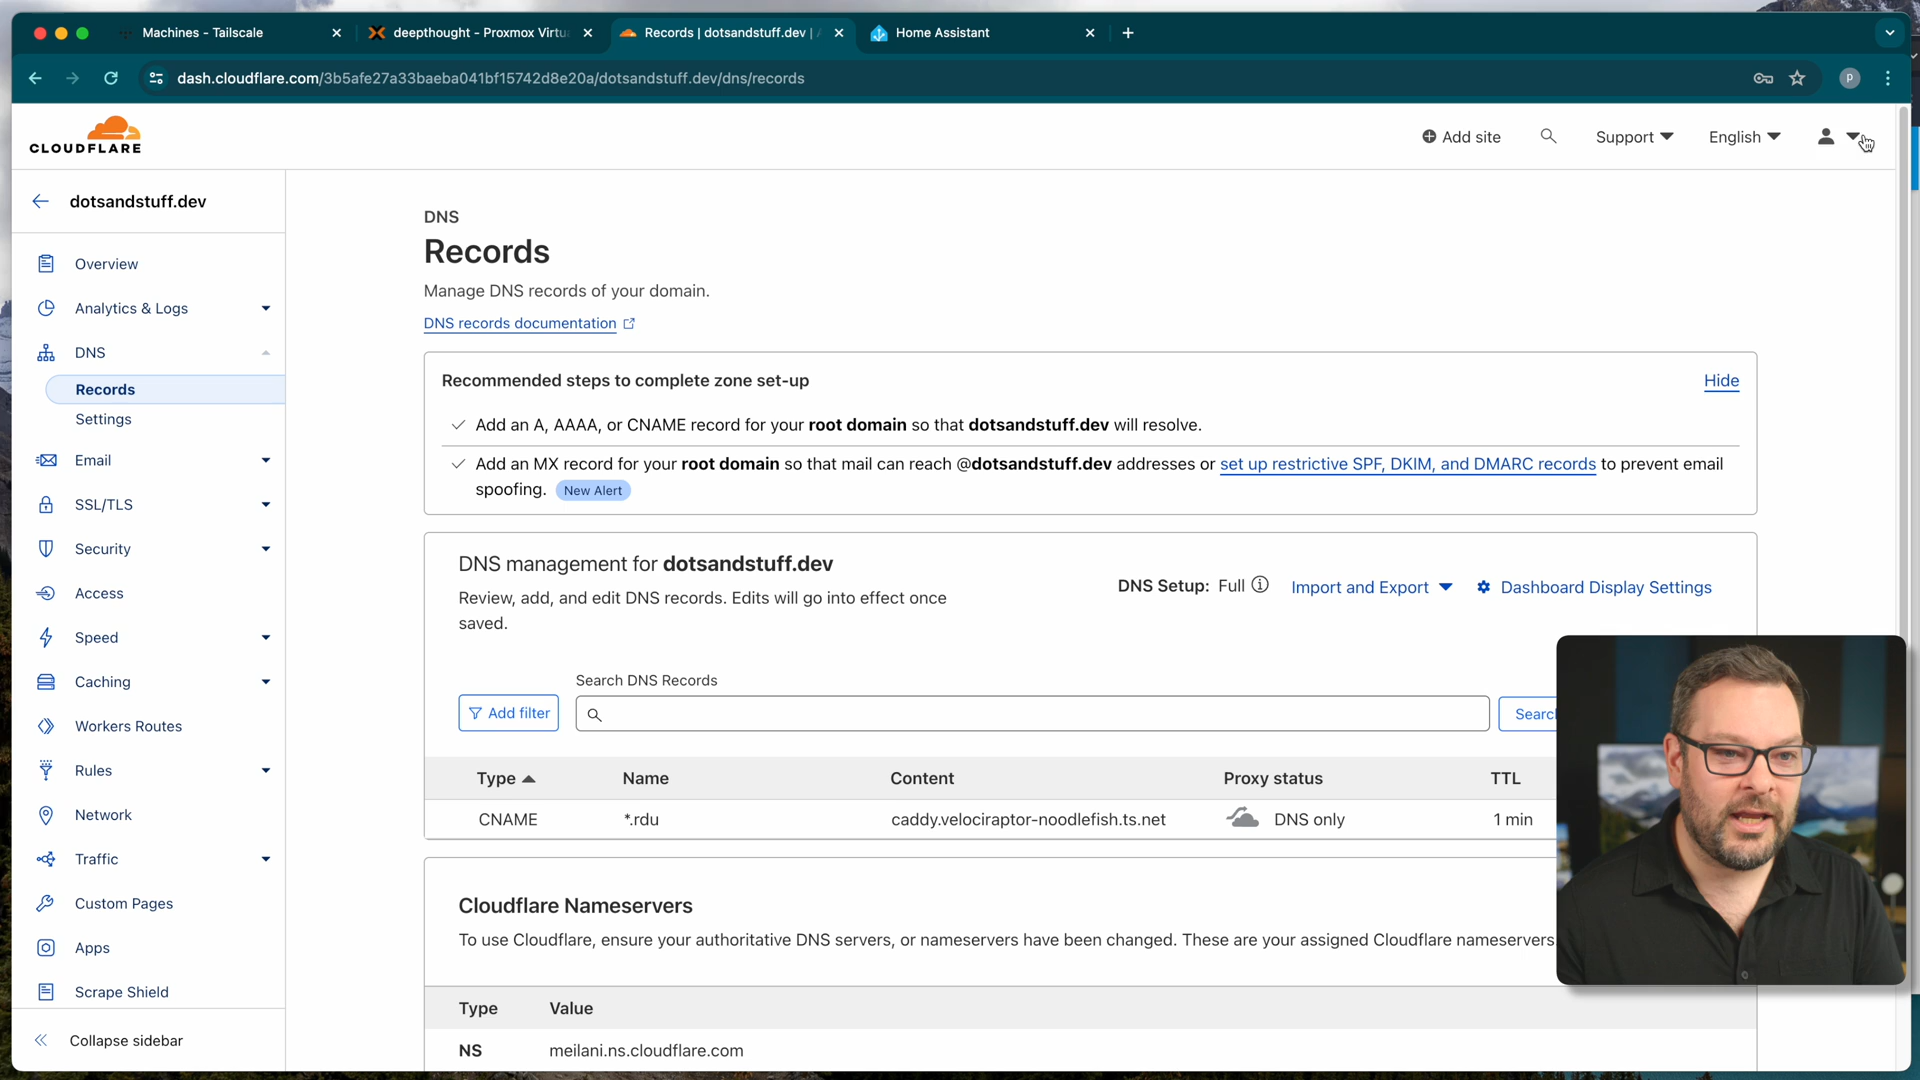 Machines - Tailscale
deepthought - Proxmox Virtu
Records | dotsandstuff.dev |
Home Assistant
dash.cloudflare.com/3b5afe27a33baeba041bf15742d8e20a/dotsandstuff.dev/dns/records
P
CLOUDFLARE
Add site
Support
English
dotsandstuff.dev
Overview
Analytics & Logs
DNS
Records
Settings
Email
SSL/TLS
Security
Access
Speed
Caching
Workers Routes
Rules
Network
Traffic
Custom Pages
Apps
Scrape Shield
Collapse sidebar
DNS
Records
Manage DNS records of your domain.
DNS records documentation
Recommended steps to complete zone set-up
Hide
Add an A, AAAA, or CNAME record for your root domain so that dotsandstuff.dev will resolve.
Add an MX record for your root domain so that mail can reach @dotsandstuff.dev addresses or set up restrictive SPF, DKIM, and DMARC records to prevent email
spoofing. New Alert
DNS management for dotsandstuff.dev
Review, add, and edit DNS records. Edits will go into effect once
saved.
DNS Setup: Full
Import and Export
Dashboard Display Settings
Search DNS Records
Add filter
Search
Type Name Content Proxy status TTL
CNAME *.rdu caddy.velociraptor-noodlefish.ts.net DNS only 1 min
Cloudflare Nameservers
To use Cloudflare, ensure your authoritative DNS servers, or nameservers have been changed. These are your assigned Cloudflare nameservers.
Type Value
NS meilani.ns.cloudflare.com